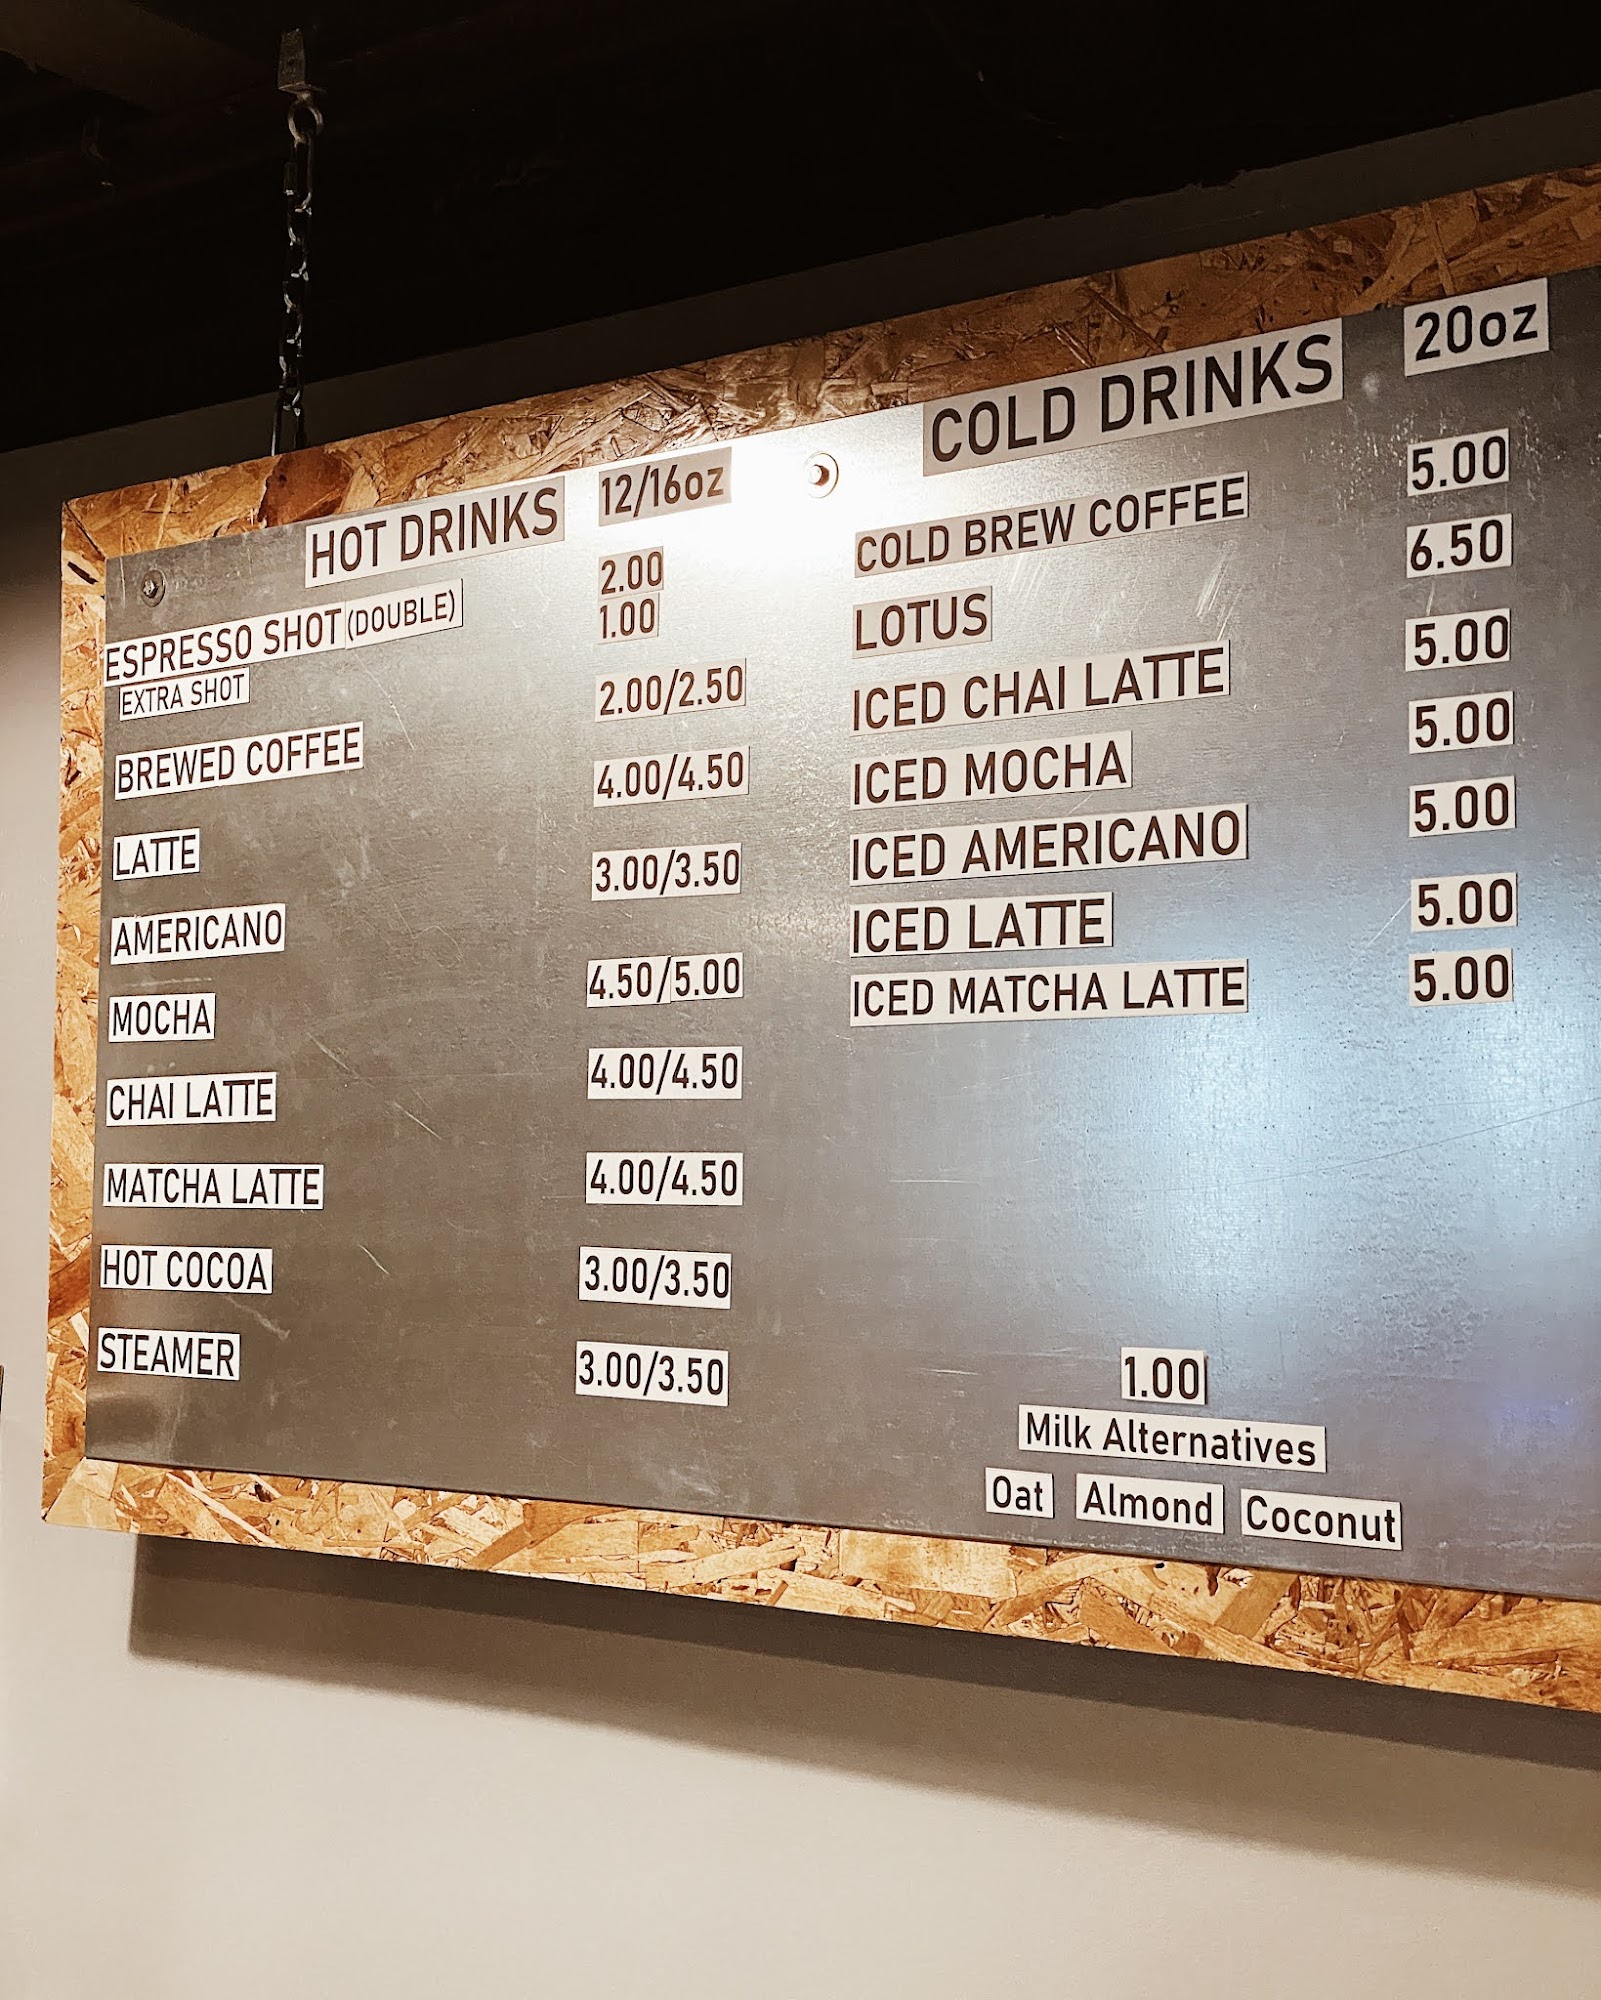 HOT DRINKS 12/16oz
ESPRESSO SHOT (DOUBLE) 2.00
EXTRA SHOT 1.00
BREWED COFFEE 2.00/2.50
LATTE 4.00/4.50
AMERICANO 3.00/3.50
MOCHA 4.50/5.00
CHAI LATTE 4.00/4.50
MATCHA LATTE 4.00/4.50
HOT COCOA 3.00/3.50
STEAMER 3.00/3.50
COLD DRINKS 20oz
COLD BREW COFFEE 5.00
LOTUS 6.50
ICED CHAI LATTE 5.00
ICED MOCHA 5.00
ICED AMERICANO 5.00
ICED LATTE 5.00
ICED MATCHA LATTE 5.00
1.00
Milk Alternatives
Oat Almond Coconut